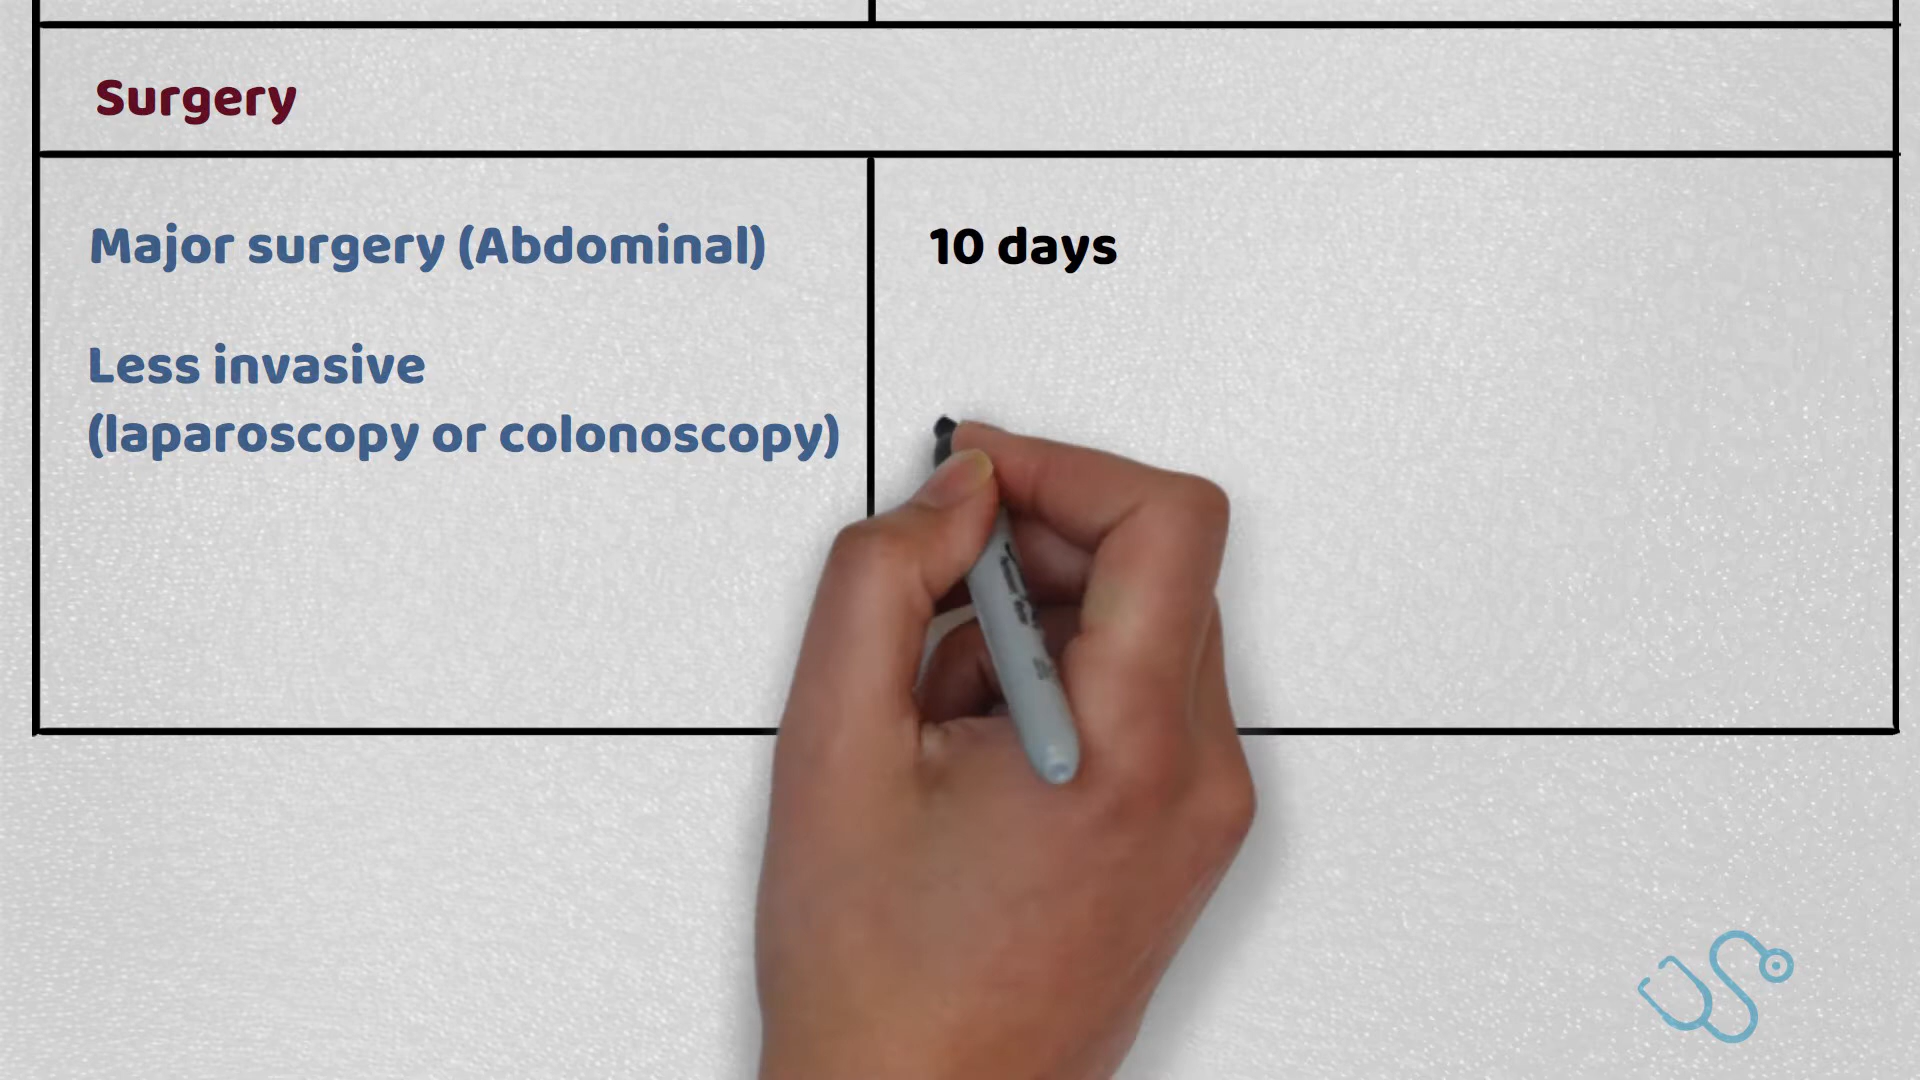 Surgery
Major surgery (Abdominal)
10 days
Less invasive
(laparoscopy or colonoscopy)